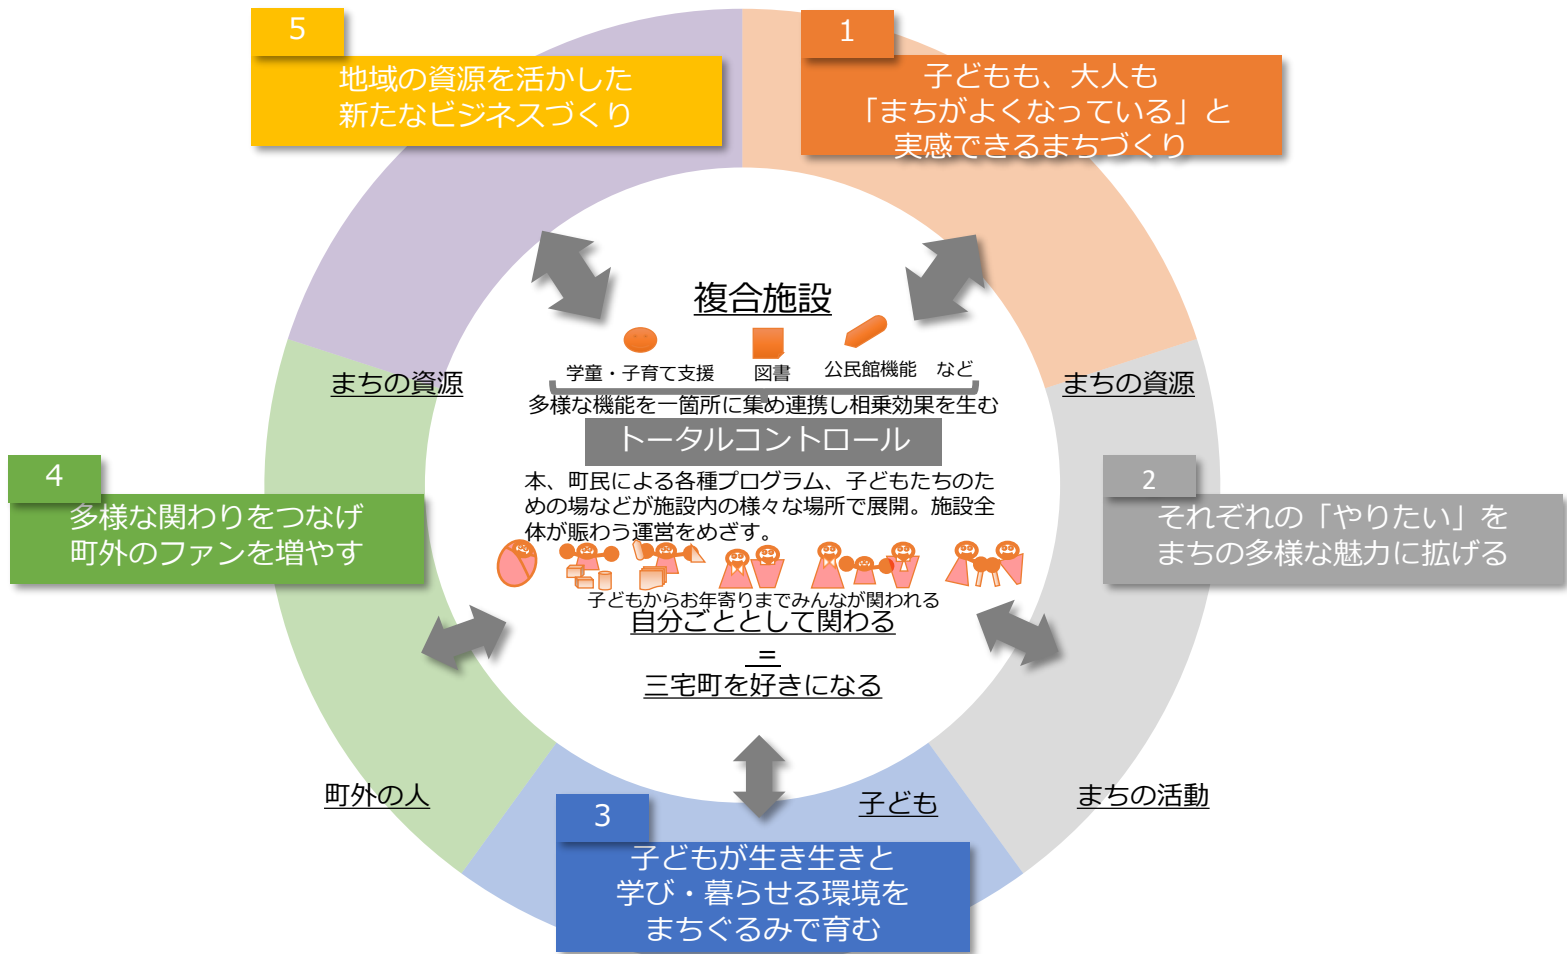 5
地域の資源を活かした
新たなビジネスづくり
1
子どもも、大人も
「まちがよくなっている」と
実感できるまちづくり
複合施設
学童・子育て支援
図書
公民館機能 など
多様な機能を一箇所に集め連携し相乗効果を生む
トータルコントロール
本、町民による各種プログラム、子どもたちのた
めの場などが施設内の様々な場所で展開。施設全
体が賑わう運営をめざす。
子どもからお年寄りまでみんなが関われる
自分ごととして関わる
=
三宅町を好きになる
まちの資源
まちの資源
4
多様な関わりをつなげ
町外のファンを増やす
2
それぞれの「やりたい」を
まちの多様な魅力に拡げる
町外の人
子ども
まちの活動
3
子どもが生き生きと
学び・暮らせる環境を
まちぐるみで育む